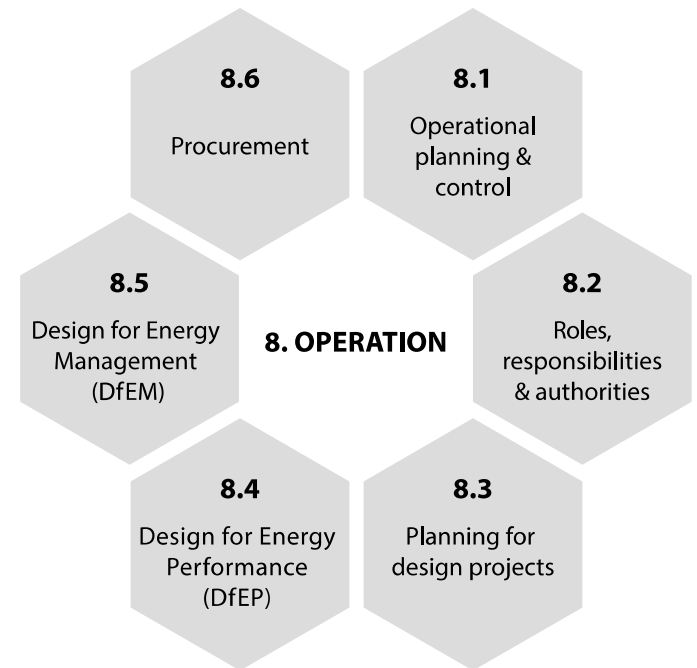 8.6
Procurement
8.1
Operational
planning &
control
8.5
Design for Energy
Management
(DfEM)
8. OPERATION
8.2
Roles,
responsibilities
& authorities
8.4
Design for Energy
Performance
(DfEP)
8.3
Planning for
design projects